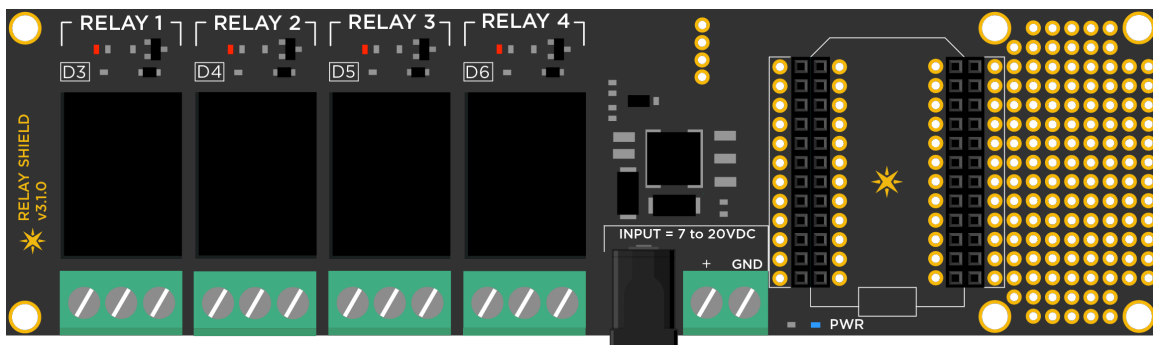 RELAY 1
RELAY 2
RELAY 3
RELAY 4
D3
D4
D5
D6
RELAY SHIELD
v3.1.0
INPUT = 7 to 20VDC
+ GND
PWR